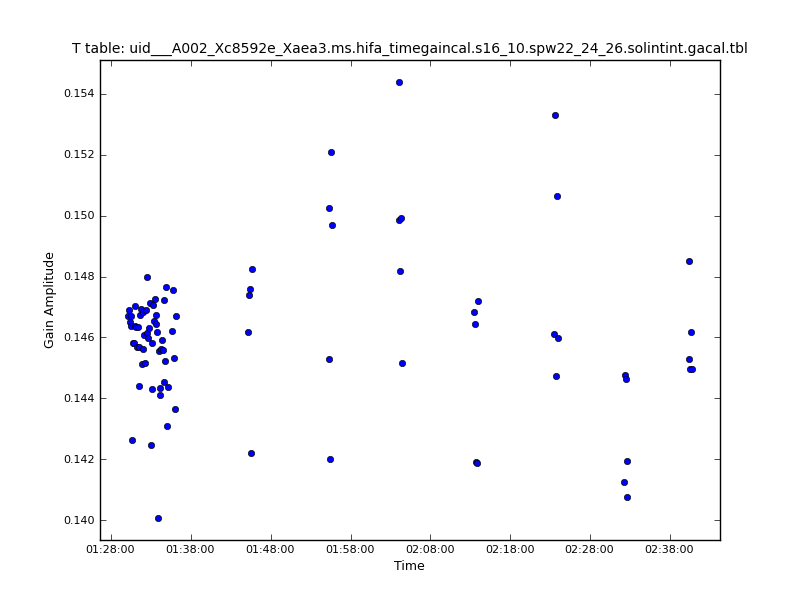 T table: uid___A002_Xc8592e_Xaea3.ms.hifa_timegaincal.s16_10.spw22_24_26.solintint.gacal.tbl
0.154
0.152
0.150
0.148
0.146
0.144
0.142
0.140
Gain Amplitude
01:28:00 01:38:00 01:48:00 01:58:00 02:08:00 02:18:00 02:28:00 02:38:00
Time